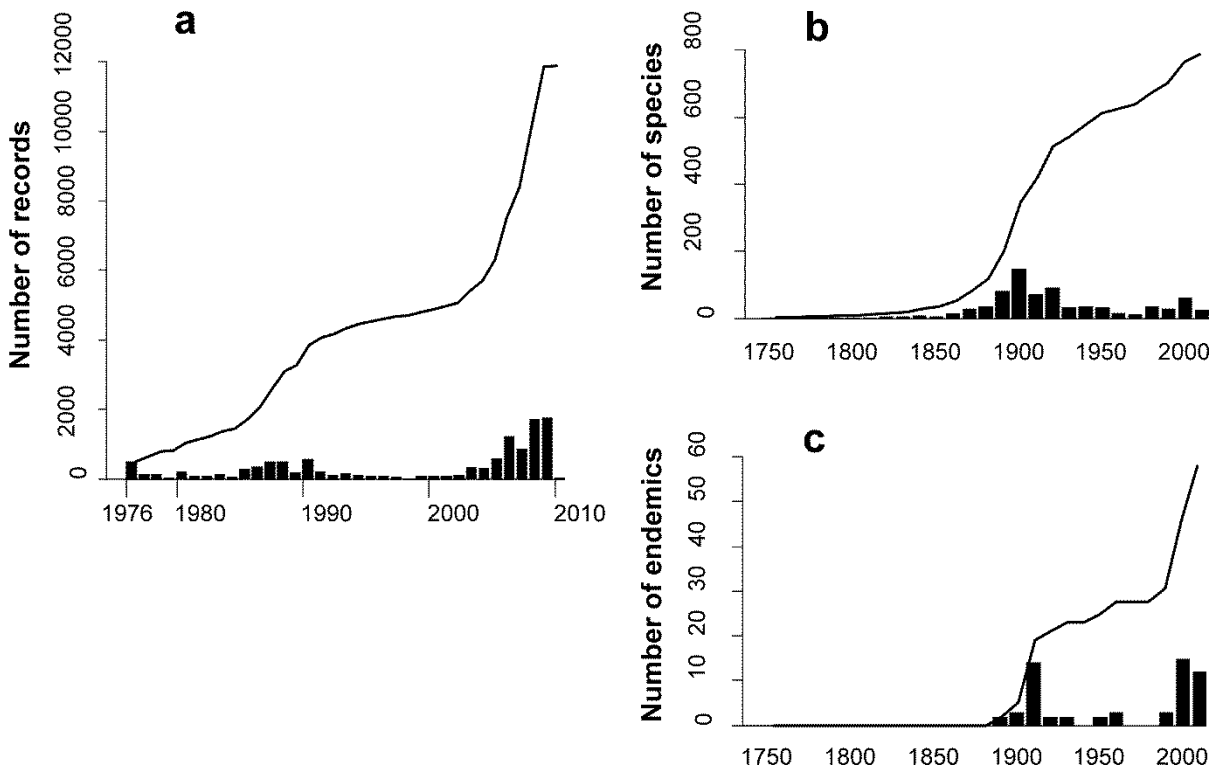 a
Number of records
0 2000 4000 6000 8000 10000 12000
1976 1980 1990 2000 2010
b
Number of species
0 200 400 600 800
1750 1800 1850 1900 1950 2000
c
Number of endemics
0 10 20 30 40 50 60
1750 1800 1850 1900 1950 2000